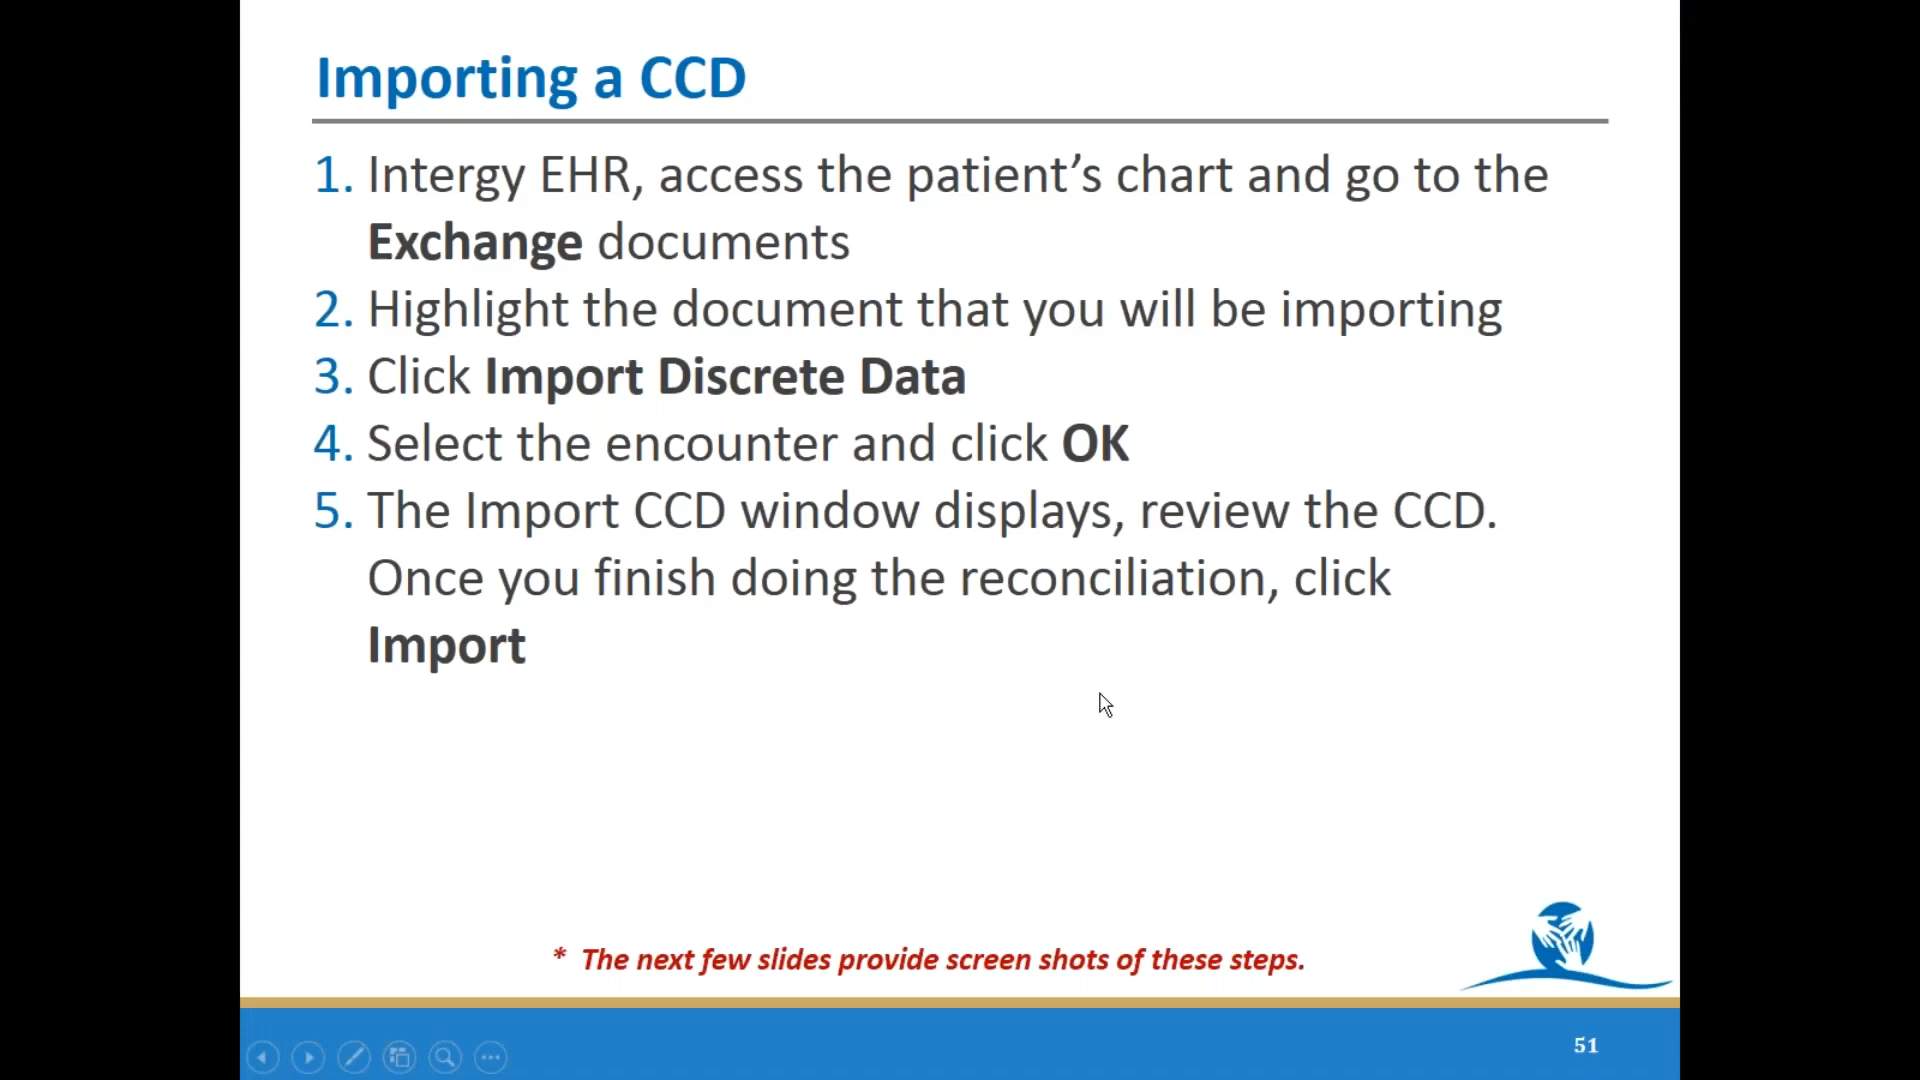 Importing a CCD
1. Intergy EHR, access the patient’s chart and go to the
Exchange documents
2. Highlight the document that you will be importing
3. Click Import Discrete Data
4. Select the encounter and click OK
5. The Import CCD window displays, review the CCD.
Once you finish doing the reconciliation, click
Import
* The next few slides provide screen shots of these steps.
51